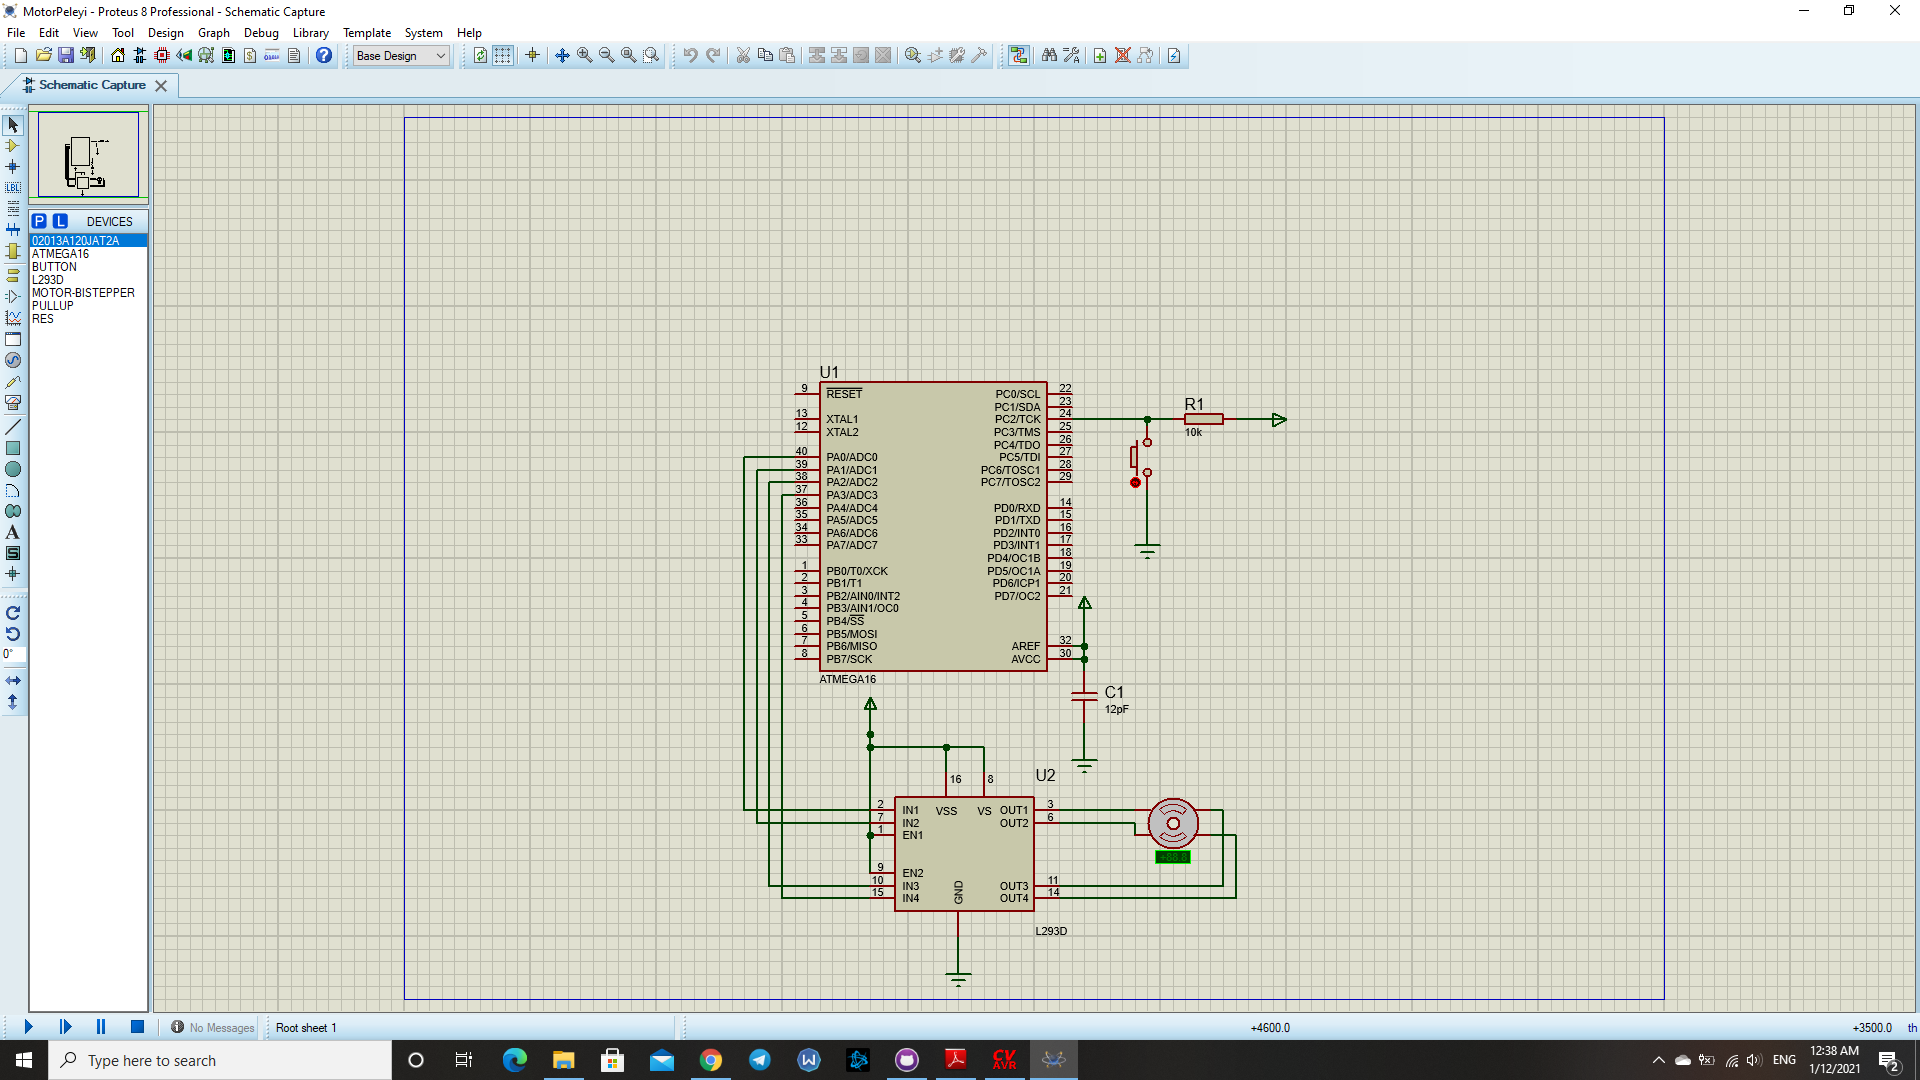 MotorPeleyi - Proteus 8 Professional - Schematic Capture
File Edit View Tool Design Graph Debug Library Template System Help
Base Design
Schematic Capture
P L DEVICES
02013A120JAT2A
ATMEGA16
BUTTON
L293D
MOTOR-BISTEPPER
PULLUP
RES
LBL
A
S
0°
U1
9 RESET
13 XTAL1
12 XTAL2
40 PA0/ADC0
39 PA1/ADC1
38 PA2/ADC2
37 PA3/ADC3
36 PA4/ADC4
35 PA5/ADC5
34 PA6/ADC6
33 PA7/ADC7
1 PB0/T0/XCK
2 PB1/T1
3 PB2/AIN0/INT2
4 PB3/AIN1/OC0
5 PB4/SS
6 PB5/MOSI
7 PB6/MISO
8 PB7/SCK
PC0/SCL 22
PC1/SDA 23
PC2/TCK 24
PC3/TMS 25
PC4/TDO 26
PC5/TDI 27
PC6/TOSC1 28
PC7/TOSC2 29
PD0/RXD 14
PD1/TXD 15
PD2/INT0 16
PD3/INT1 17
PD4/OC1B 18
PD5/OC1A 19
PD6/ICP1 20
PD7/OC2 21
AREF 32
AVCC 30
ATMEGA16
R1
10k
C1
12pF
U2
16 8
VSS VS
2 IN1
7 IN2
1 EN1
9 EN2
10 IN3
15 IN4
OUT1 3
OUT2 6
OUT3 11
OUT4 14
GND
L293D
No Messages
Root sheet 1
+4600.0
+3500.0 th
Type here to search
CV
AVR
ENG
12:38 AM
1/12/2021
2